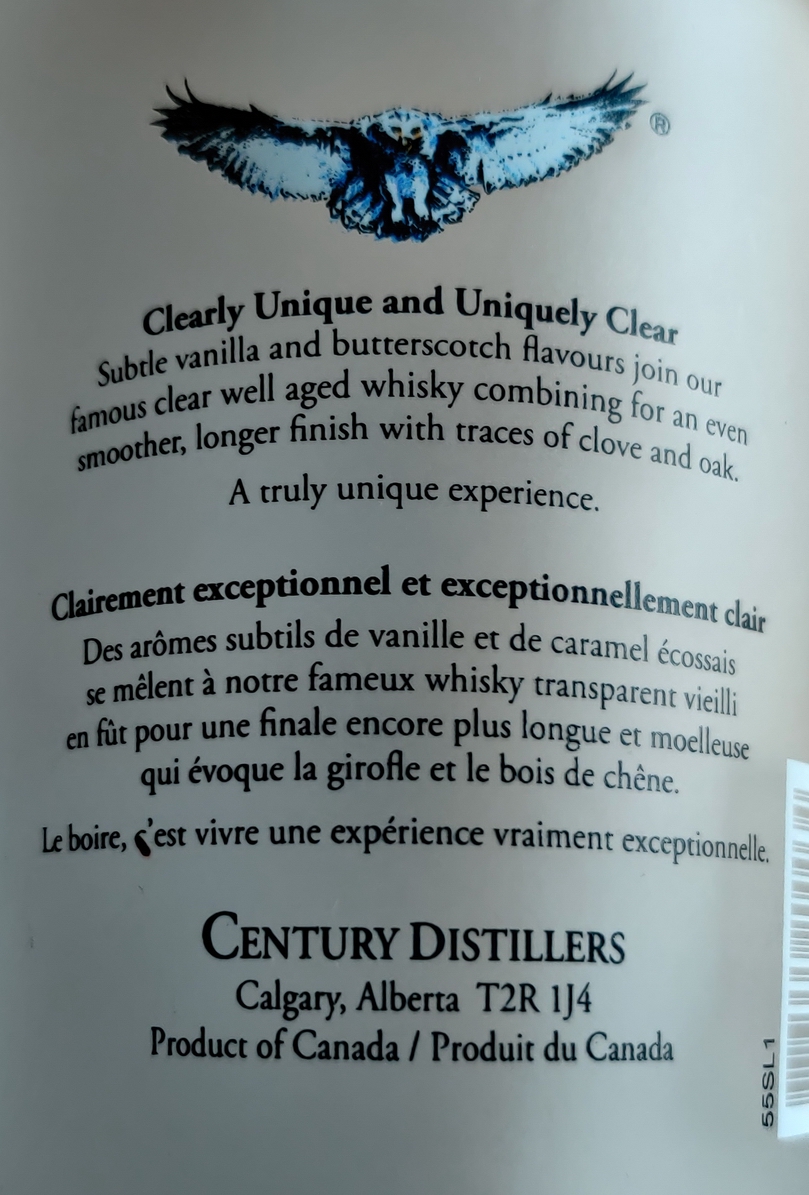 ®
Clearly Unique and Uniquely Clear
Subtle vanilla and butterscotch flavours join our
famous clear well aged whisky combining for an even
smoother, longer finish with traces of clove and oak.
A truly unique experience.
Clairement exceptionnel et exceptionnellement clair
Des arômes subtils de vanille et de caramel écossais
se mêlent à notre fameux whisky transparent vieilli
en fût pour une finale encore plus longue et moelleuse
qui évoque la girofle et le bois de chêne.
Le boire, c'est vivre une expérience vraiment exceptionnelle.
CENTURY DISTILLERS
Calgary, Alberta T2R 1J4
Product of Canada / Produit du Canada
55SL1